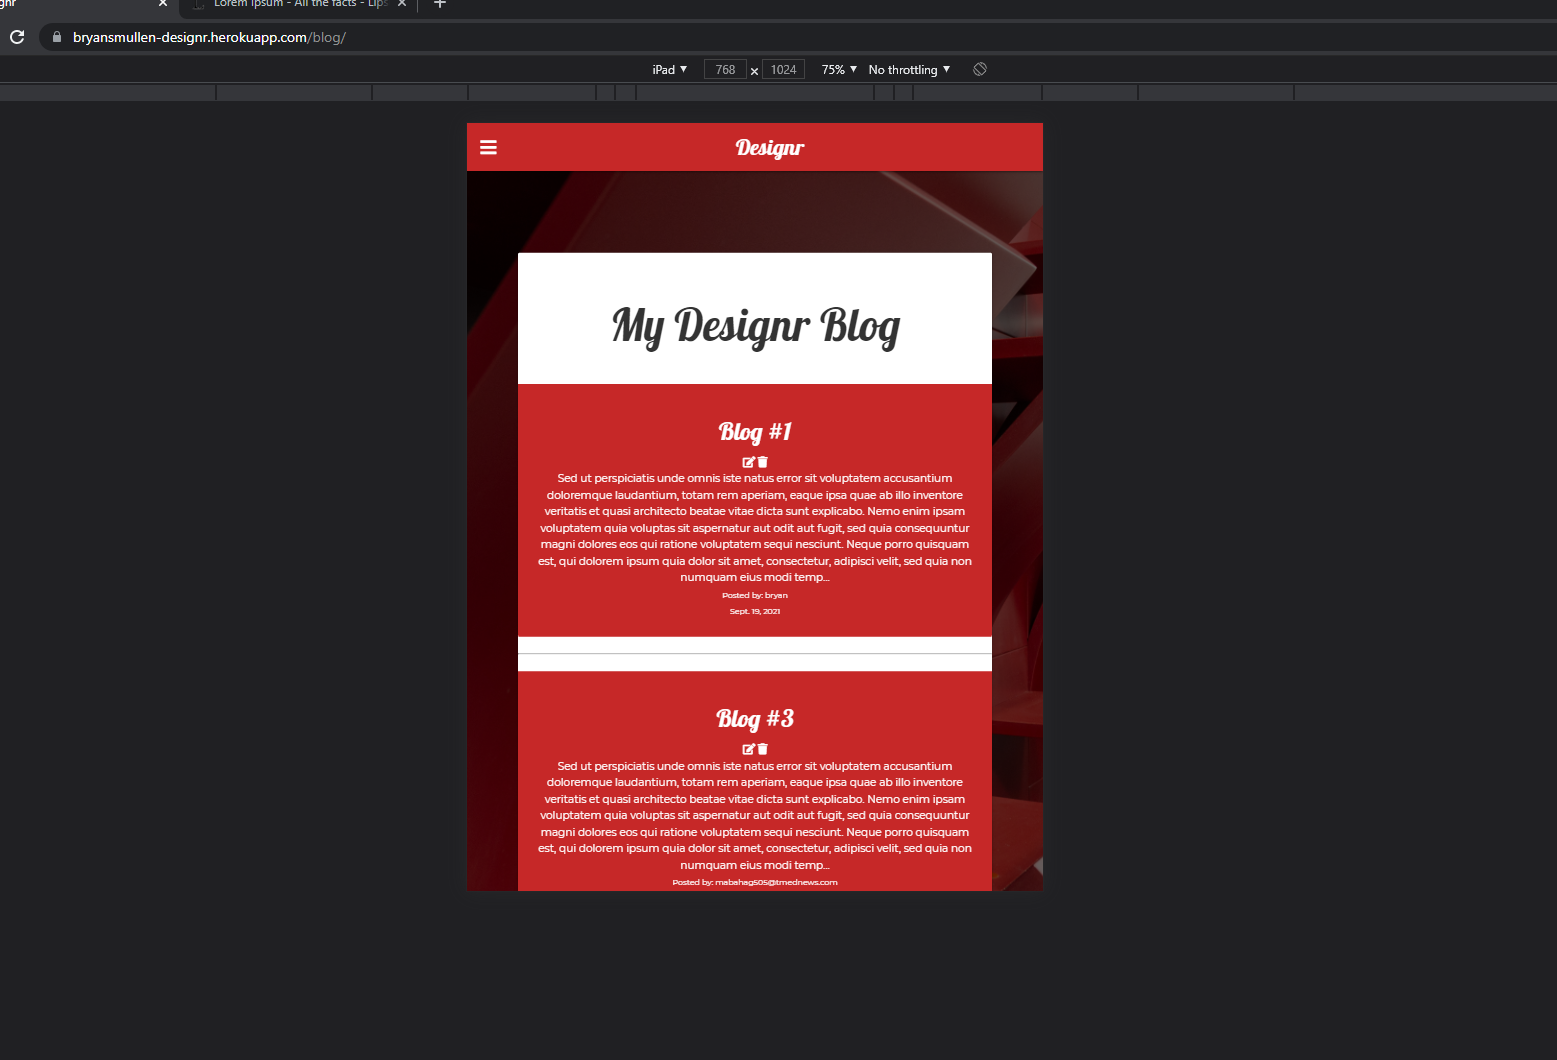 gnr
Lorem Ipsum - All the facts - Lips
bryansmullen-designr.herokuapp.com/blog/
iPad 768 × 1024 75% No throttling
Designr
My Designr Blog
Blog #1
Sed ut perspiciatis unde omnis iste natus error sit voluptatem accusantium
doloremque laudantium, totam rem aperiam, eaque ipsa quae ab illo inventore
veritatis et quasi architecto beatae vitae dicta sunt explicabo. Nemo enim ipsam
voluptatem quia voluptas sit aspernatur aut odit aut fugit, sed quia consequuntur
magni dolores eos qui ratione voluptatem sequi nesciunt. Neque porro quisquam
est, qui dolorem ipsum quia dolor sit amet, consectetur, adipisci velit, sed quia non
numquam eius modi temp...
Posted by: bryan
Sept. 19, 2021
Blog #3
Sed ut perspiciatis unde omnis iste natus error sit voluptatem accusantium
doloremque laudantium, totam rem aperiam, eaque ipsa quae ab illo inventore
veritatis et quasi architecto beatae vitae dicta sunt explicabo. Nemo enim ipsam
voluptatem quia voluptas sit aspernatur aut odit aut fugit, sed quia consequuntur
magni dolores eos qui ratione voluptatem sequi nesciunt. Neque porro quisquam
est, qui dolorem ipsum quia dolor sit amet, consectetur, adipisci velit, sed quia non
numquam eius modi temp...
Posted by: mabahag505@tmednews.com